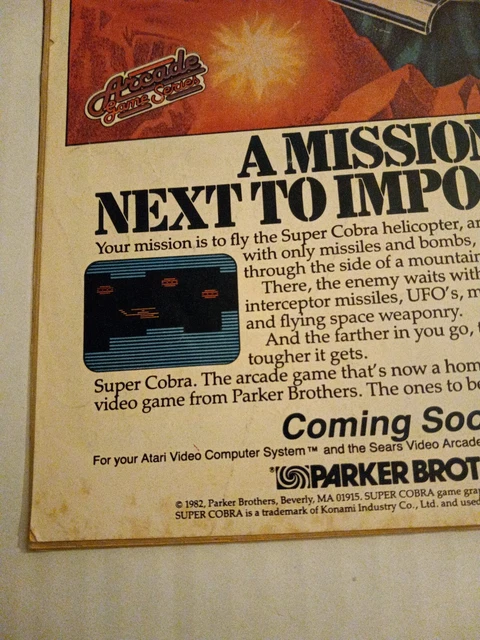 Arcade
Game Series
A MISSION
NEXT TO IMPO
Your mission is to fly the Super Cobra helicopter, ar
with only missiles and bombs,
through the side of a mountain
There, the enemy waits with
interceptor missiles, UFO's, m
and flying space weaponry.
And the farther in you go,
tougher it gets.
Super Cobra. The arcade game that's now a hom
video game from Parker Brothers. The ones to be
Coming Soo
For your Atari Video Computer System™ and the Sears Video Arcade
PARKER BROT
© 1982, Parker Brothers, Beverly, MA 01915. SUPER COBRA game grap
SUPER COBRA is a trademark of Konami Industry Co., Ltd. and used